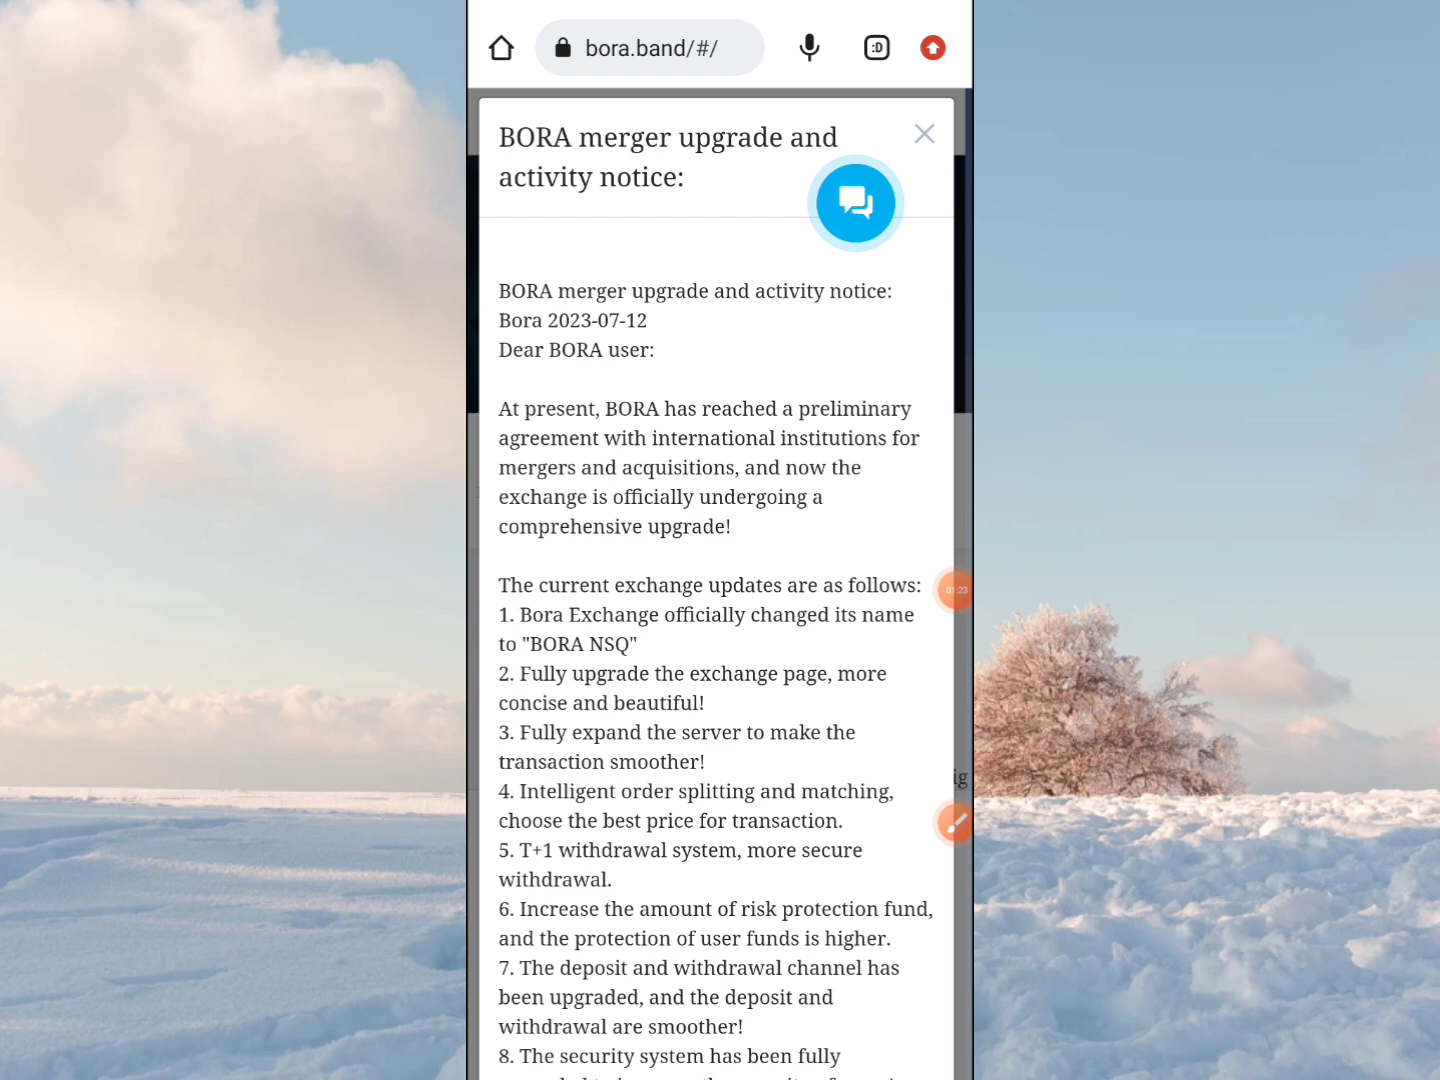 bora.band/#/
:D
BORA merger upgrade and
activity notice:
BORA merger upgrade and activity notice:
Bora 2023-07-12
Dear BORA user:
At present, BORA has reached a preliminary
agreement with international institutions for
mergers and acquisitions, and now the
exchange is officially undergoing a
comprehensive upgrade!
The current exchange updates are as follows:
1. Bora Exchange officially changed its name
to "BORA NSQ"
2. Fully upgrade the exchange page, more
concise and beautiful!
3. Fully expand the server to make the
transaction smoother!
4. Intelligent order splitting and matching,
choose the best price for transaction.
5. T+1 withdrawal system, more secure
withdrawal.
6. Increase the amount of risk protection fund,
and the protection of user funds is higher.
7. The deposit and withdrawal channel has
been upgraded, and the deposit and
withdrawal are smoother!
8. The security system has been fully
01:23
ig